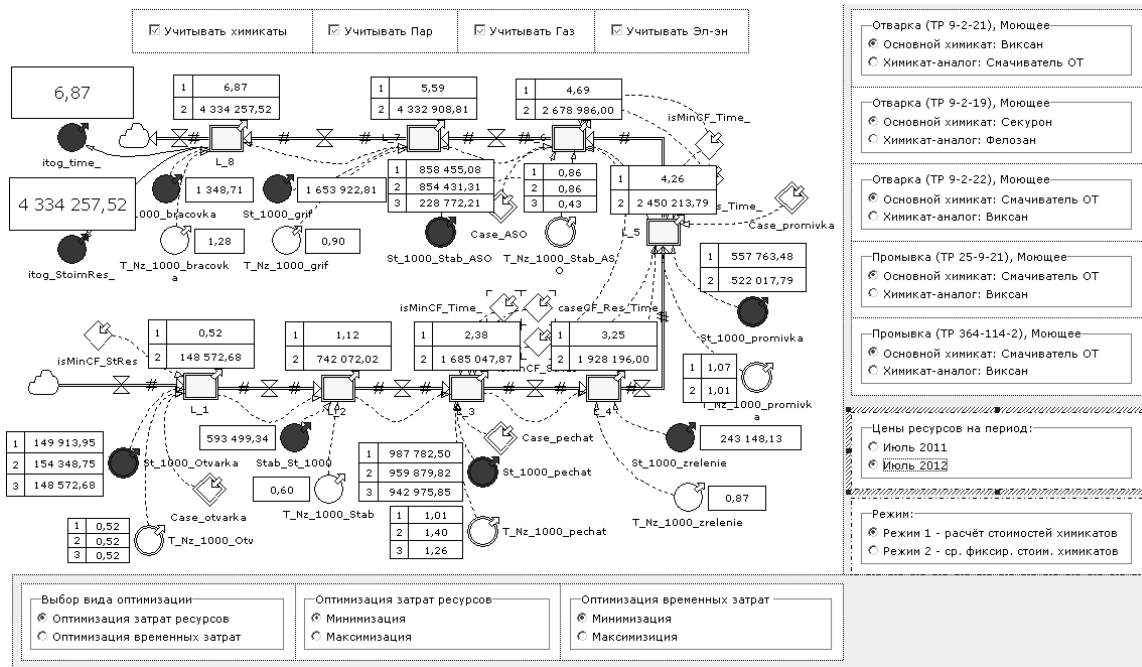 Учитывать химикаты
Учитывать Пар
Учитывать Газ
Учитывать Эл-эн
6,87
itog_time_
1 6,87
2 4 334 257,52
L_8
1 5,59
2 4 332 908,81
L_7
1 4,69
2 2 678 986,00
isMinCF_Time_
4 334 257,52
itog_StoimRes_
1000_bracovka
1 348,71
St_1000_grif
1 653 922,81
T_Nz_1000_bracovk
a
1,28
T_Nz_1000_grif
0,90
1 858 455,08
2 854 431,31
3 228 772,21
St_1000_Stab_ASO
Case_ASO
1 0,86
2 0,86
3 0,43
T_Nz_1000_Stab_AS
O
1 4,26
2 2 450 213,79
s_Time_
L_5
Case_promivka
1 557 763,48
2 522 017,79
St_1000_promivka
1 1,07
2 1,01
T_Nz_1000_promivk
a
isMinCF_StRes
1 0,52
2 148 572,68
L_1
1 1,12
2 742 072,02
L_2
isMinCF_Time_
caseCF_Res_Time_
1 2,38
2 1 685 047,87
L_3
1 3,25
2 1 928 196,00
L_4
1 149 913,95
2 154 348,75
3 148 572,68
St_1000_Otvarka
Case_otvarka
1 0,52
2 0,52
3 0,52
T_Nz_1000_Otv
593 499,34
Stab_St_1000
0,60
T_Nz_1000_Stab
1 987 782,50
2 959 879,82
3 942 975,85
Case_pechat
St_1000_pechat
1 1,01
2 1,40
3 1,26
T_Nz_1000_pechat
St_1000_zrelenie
243 148,13
T_Nz_1000_zrelenie
0,87
Отварка (ТР 9-2-21), Моющее
Основной химикат: Виксан
Химикат-аналог: Смачиватель ОТ
Отварка (ТР 9-2-19), Моющее
Основной химикат: Секурон
Химикат-аналог: Фелозан
Отварка (ТР 9-2-22), Моющее
Основной химикат: Смачиватель ОТ
Химикат-аналог: Виксан
Промывка (ТР 25-9-21), Моющее
Основной химикат: Смачиватель ОТ
Химикат-аналог: Виксан
Промывка (ТР 364-114-2), Моющее
Основной химикат: Смачиватель ОТ
Химикат-аналог: Виксан
Цены ресурсов на период:
Июль 2011
Июль 2012
Режим:
Режим 1 - расчёт стоимостей химикатов
Режим 2 - ср. фиксир. стоим. химикатов
Выбор вида оптимизации
Оптимизация затрат ресурсов
Оптимизация временных затрат
Оптимизация затрат ресурсов
Минимизация
Максимизация
Оптимизация временных затрат
Минимизация
Максимизиция